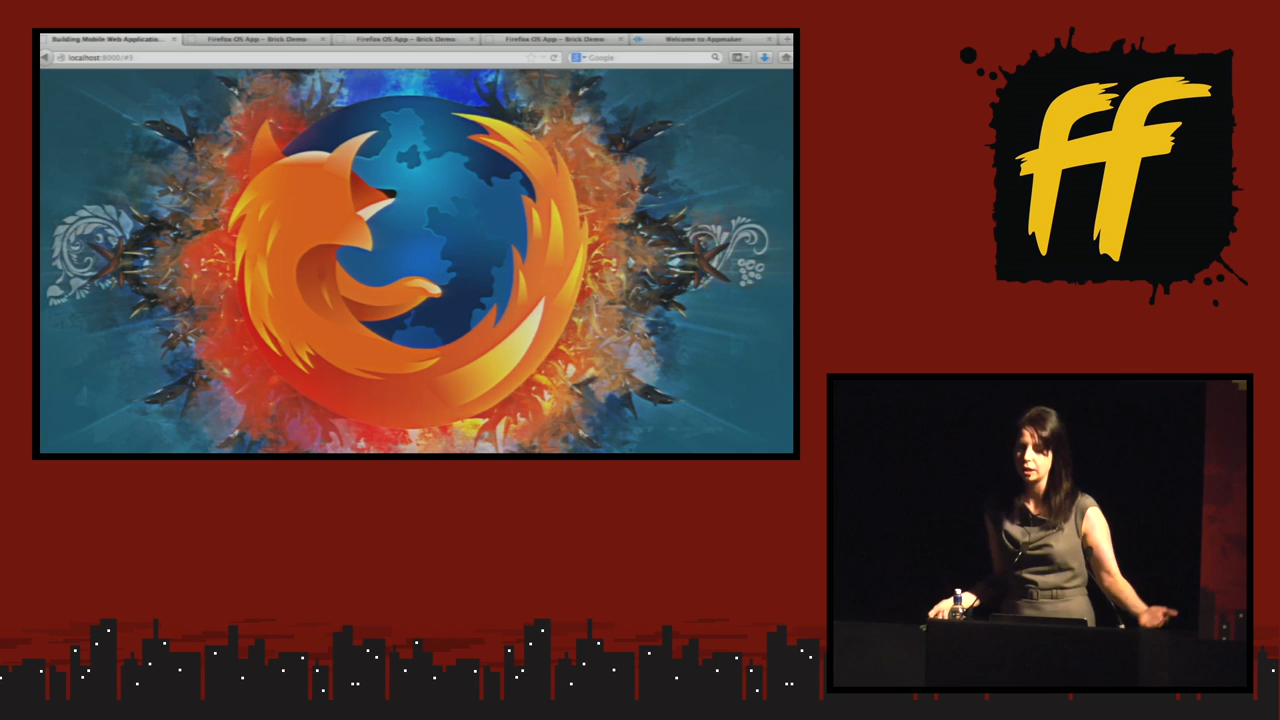 Building Mobile Web Applicatio...
Firefox OS App - Brick Demo
Firefox OS App - Brick Demo
Firefox OS App - Brick Demo
Welcome to Appmaker
localhost:8000/#3
Google
ff